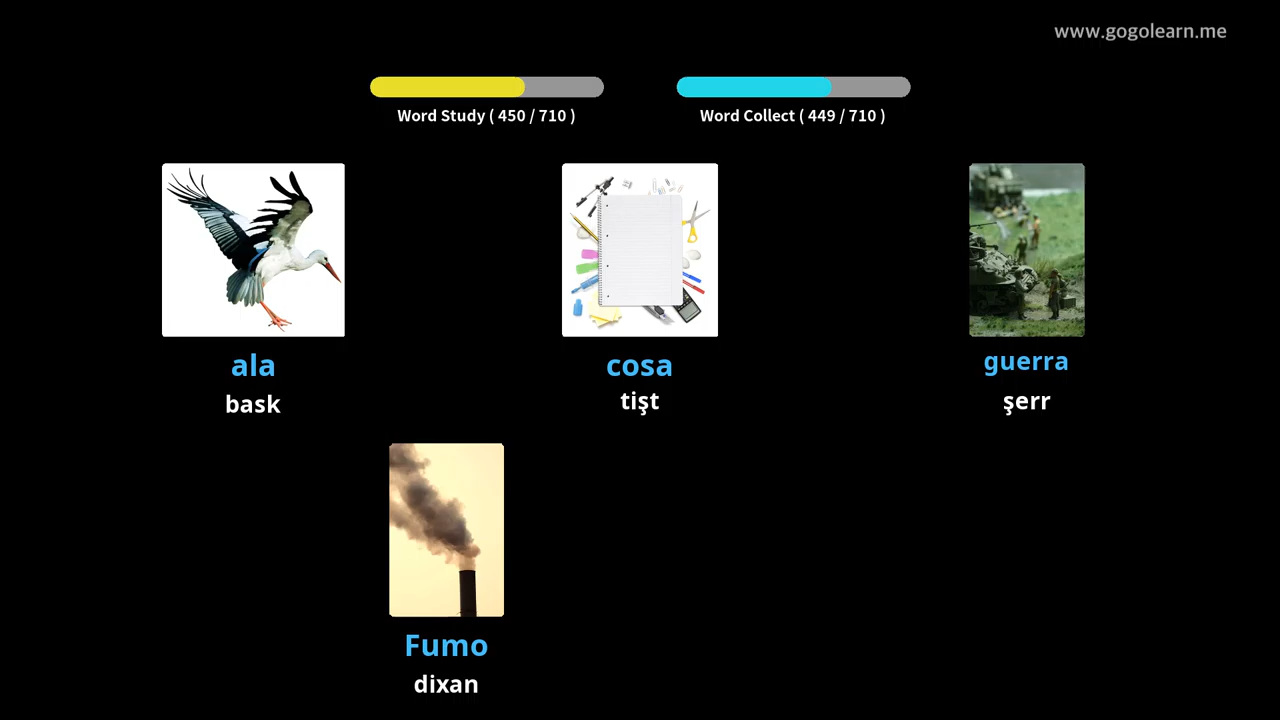 www.gogolearn.me
Word Study ( 450 / 710 )
Word Collect ( 449 / 710 )
ala
bask
cosa
tişt
guerra
şerr
Fumo
dixan